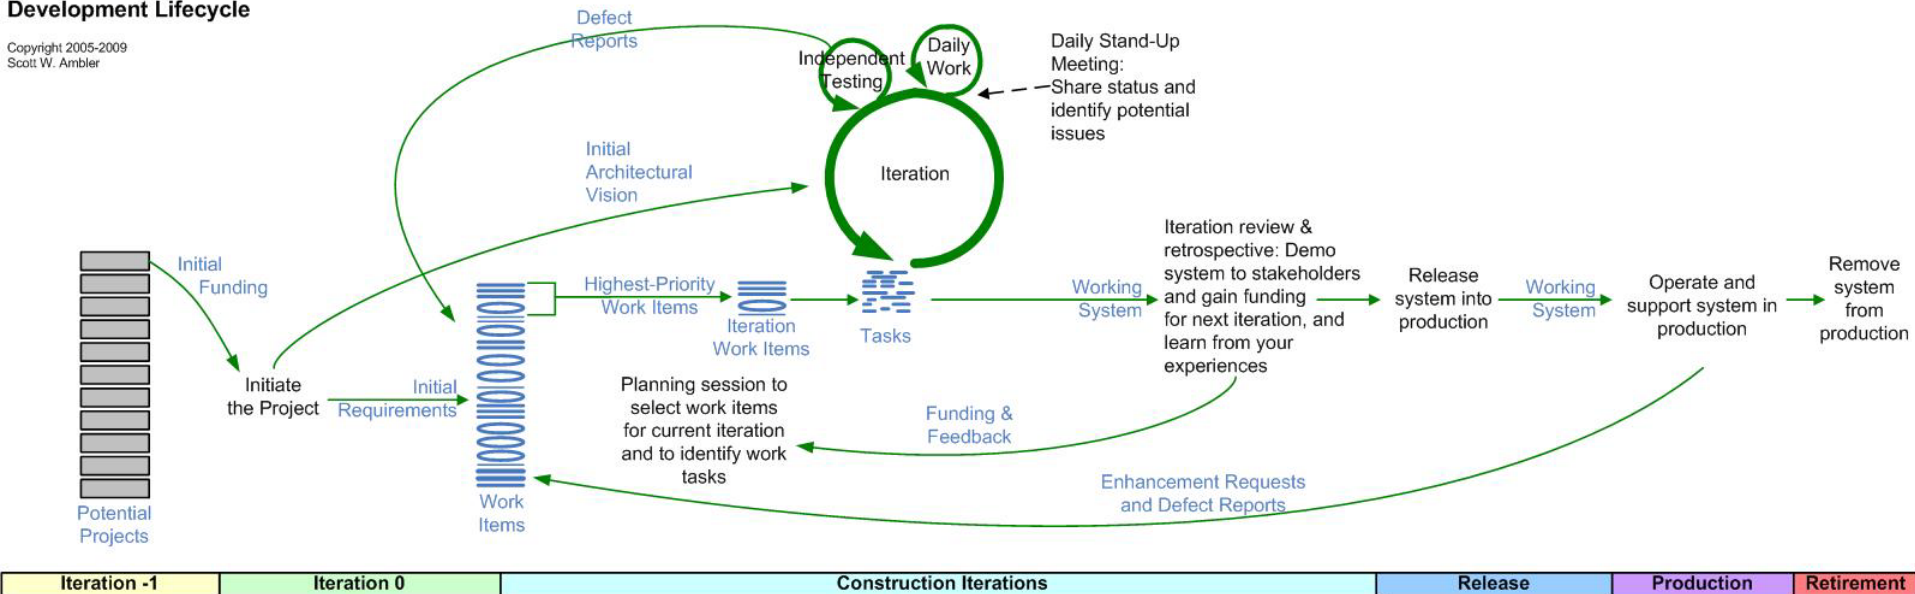 Development Lifecycle
Copyright 2005-2009
Scott W. Ambler
Defect
Reports
Independent
Testing
Daily
Work
Daily Stand-Up
Meeting:
Share status and
identify potential
issues
Initial
Architectural
Vision
Iteration
Initial
Funding
Initiate
the Project
Initial
Requirements
Potential
Projects
Work
Items
Highest-Priority
Work Items
Iteration
Work Items
Tasks
Planning session to
select work items
for current iteration
and to identify work
tasks
Working
System
Iteration review &
retrospective: Demo
system to stakeholders
and gain funding
for next iteration, and
learn from your
experiences
Funding &
Feedback
Release
system into
production
Working
System
Operate and
support system in
production
Remove
system
from
production
Enhancement Requests
and Defect Reports
Iteration -1
Iteration 0
Construction Iterations
Release
Production
Retirement